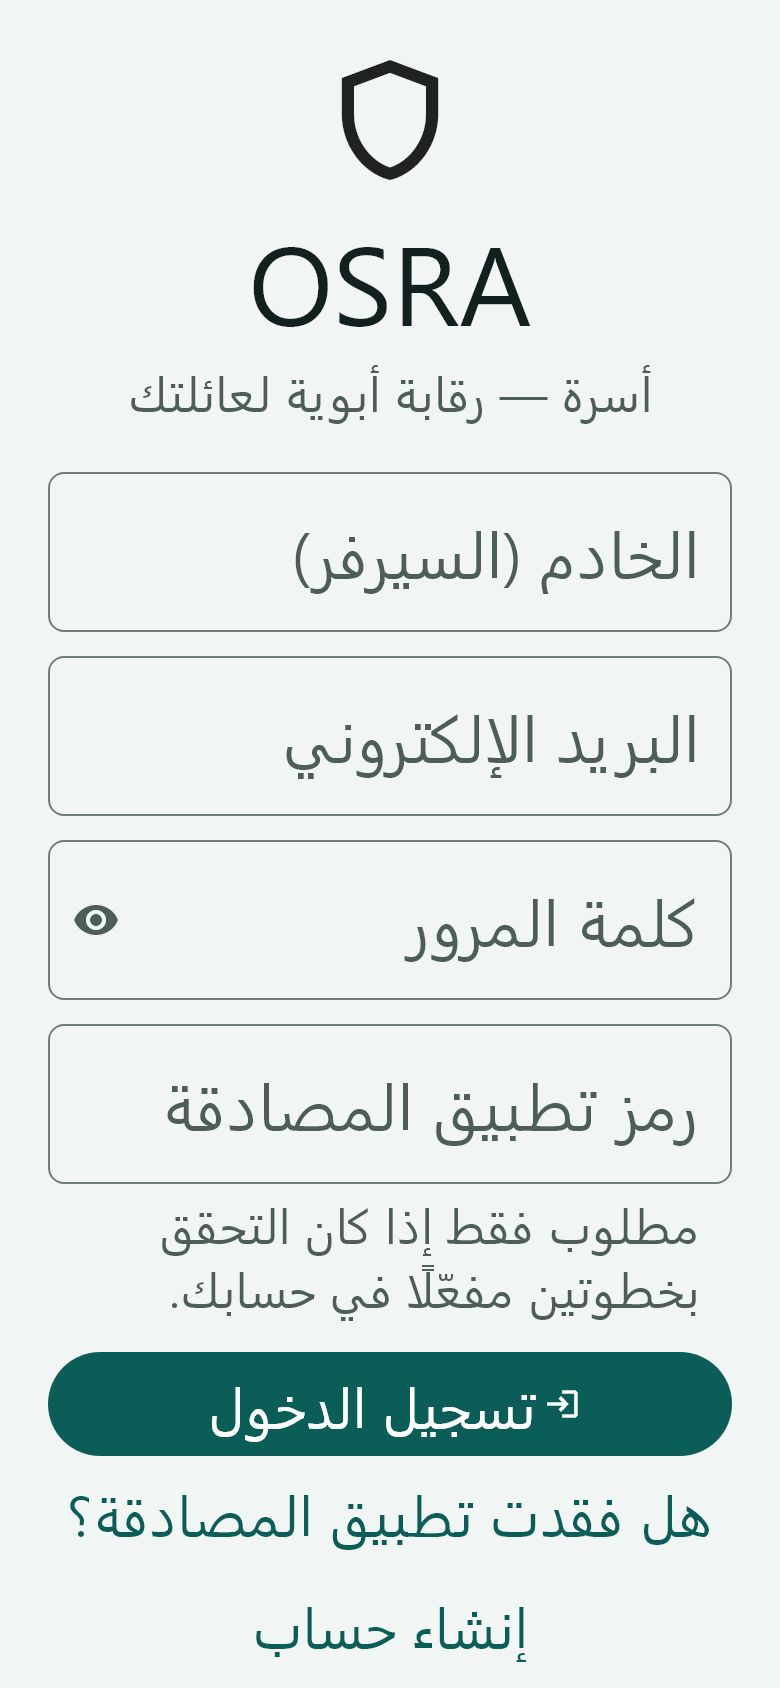 OSRA
أسرة — رقابة أبوية لعائلتك
الخادم (السيرفر)
البريد الإلكتروني
كلمة المرور
رمز تطبيق المصادقة
مطلوب فقط إذا كان التحقق
بخطوتين مفعّلًا في حسابك.
تسجيل الدخول
هل فقدت تطبيق المصادقة؟
إنشاء حساب